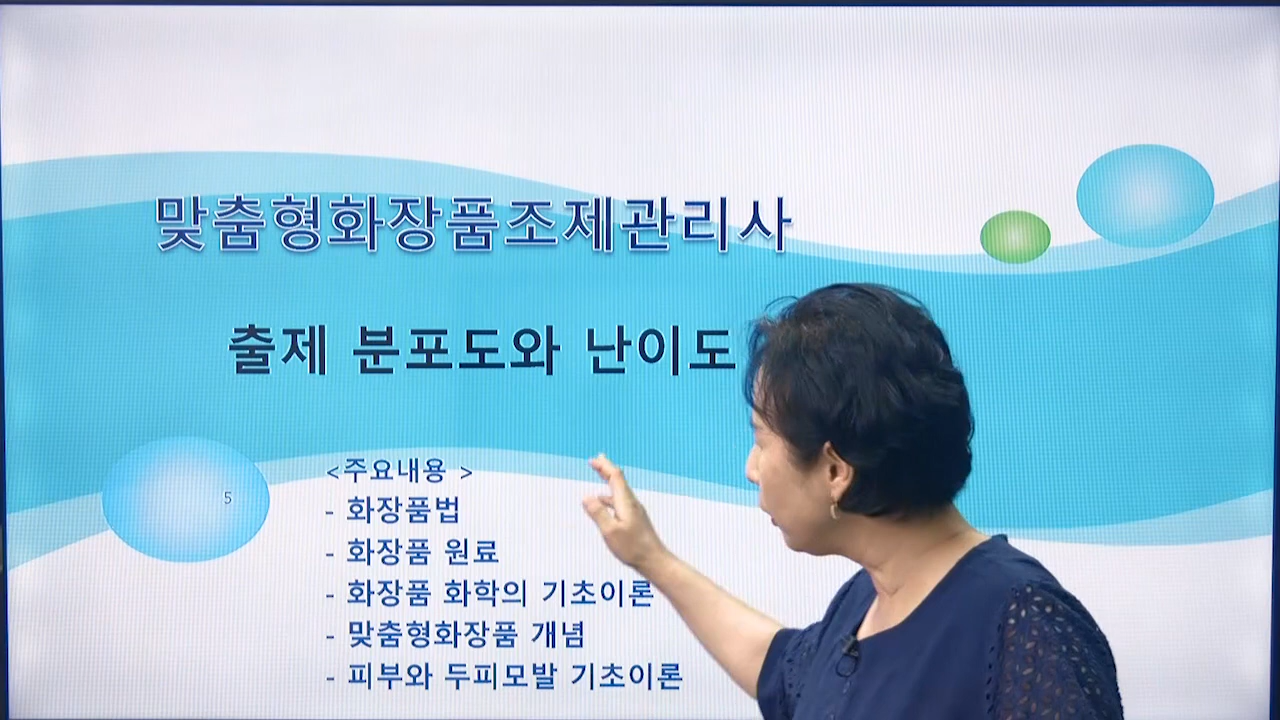 맞춤형화장품조제관리사
출제 분포도와 난이도
<주요내용 >
5
- 화장품법
- 화장품 원료
- 화장품 화학의 기초이론
- 맞춤형화장품 개념
- 피부와 두피모발 기초이론